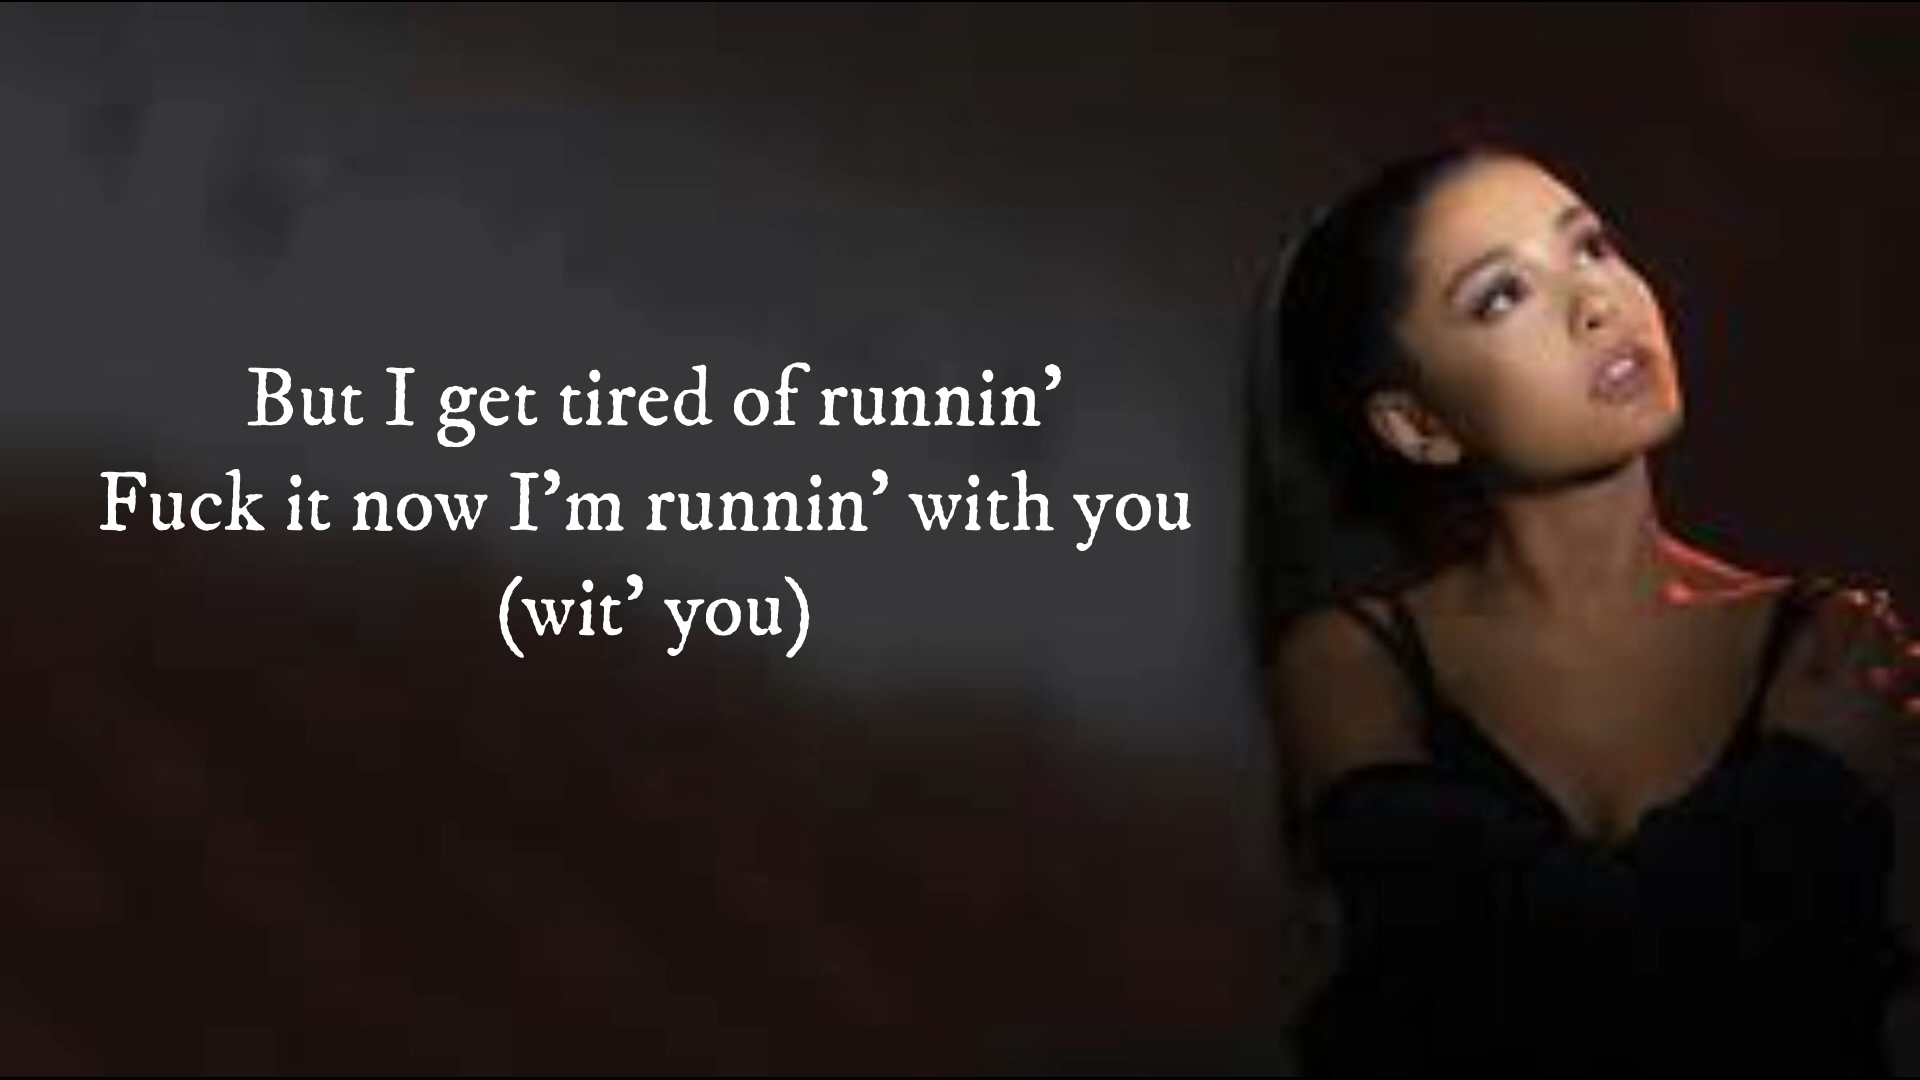 But I get tired of runnin’
Fuck it now I’m runnin’ with you
(wit’ you)